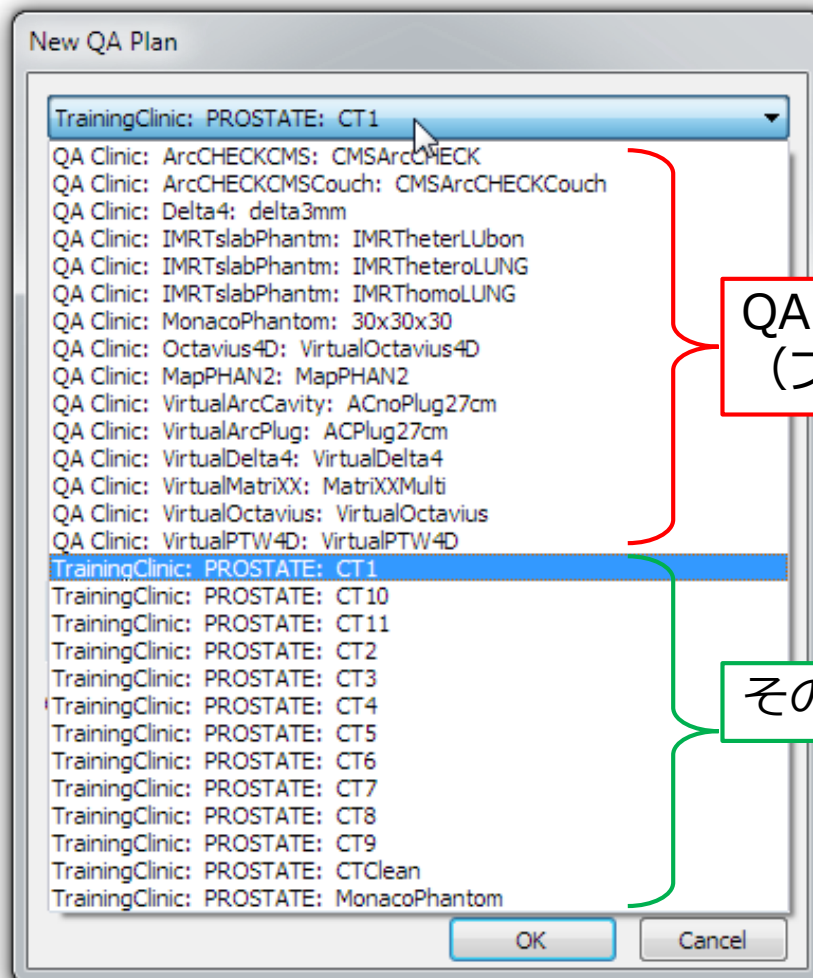 New QA Plan
TrainingClinic: PROSTATE: CT1
QA Clinic: ArcCHECKCMS: CMSArcCHECK
QA Clinic: ArcCHECKCMSCouch: CMSArcCHECKCouch
QA Clinic: Delta4: delta3mm
QA Clinic: IMRTslabPhantm: IMRTheterLUbon
QA Clinic: IMRTslabPhantm: IMRTheteroLUNG
QA Clinic: IMRTslabPhantm: IMRThomoLUNG
QA Clinic: MonacoPhantom: 30x30x30
QA Clinic: Octavius4D: VirtualOctavius4D
QA Clinic: MapPHAN2: MapPHAN2
QA Clinic: VirtualArcCavity: ACnoPlug27cm
QA Clinic: VirtualArcPlug: ACPlug27cm
QA Clinic: VirtualDelta4: VirtualDelta4
QA Clinic: VirtualMatriXX: MatriXXMulti
QA Clinic: VirtualOctavius: VirtualOctavius
QA Clinic: VirtualPTW4D: VirtualPTW4D
TrainingClinic: PROSTATE: CT1
TrainingClinic: PROSTATE: CT10
TrainingClinic: PROSTATE: CT11
TrainingClinic: PROSTATE: CT2
TrainingClinic: PROSTATE: CT3
TrainingClinic: PROSTATE: CT4
TrainingClinic: PROSTATE: CT5
TrainingClinic: PROSTATE: CT6
TrainingClinic: PROSTATE: CT7
TrainingClinic: PROSTATE: CT8
TrainingClinic: PROSTATE: CT9
TrainingClinic: PROSTATE: CTClean
TrainingClinic: PROSTATE: MonacoPhantom
OK
Cancel
QA